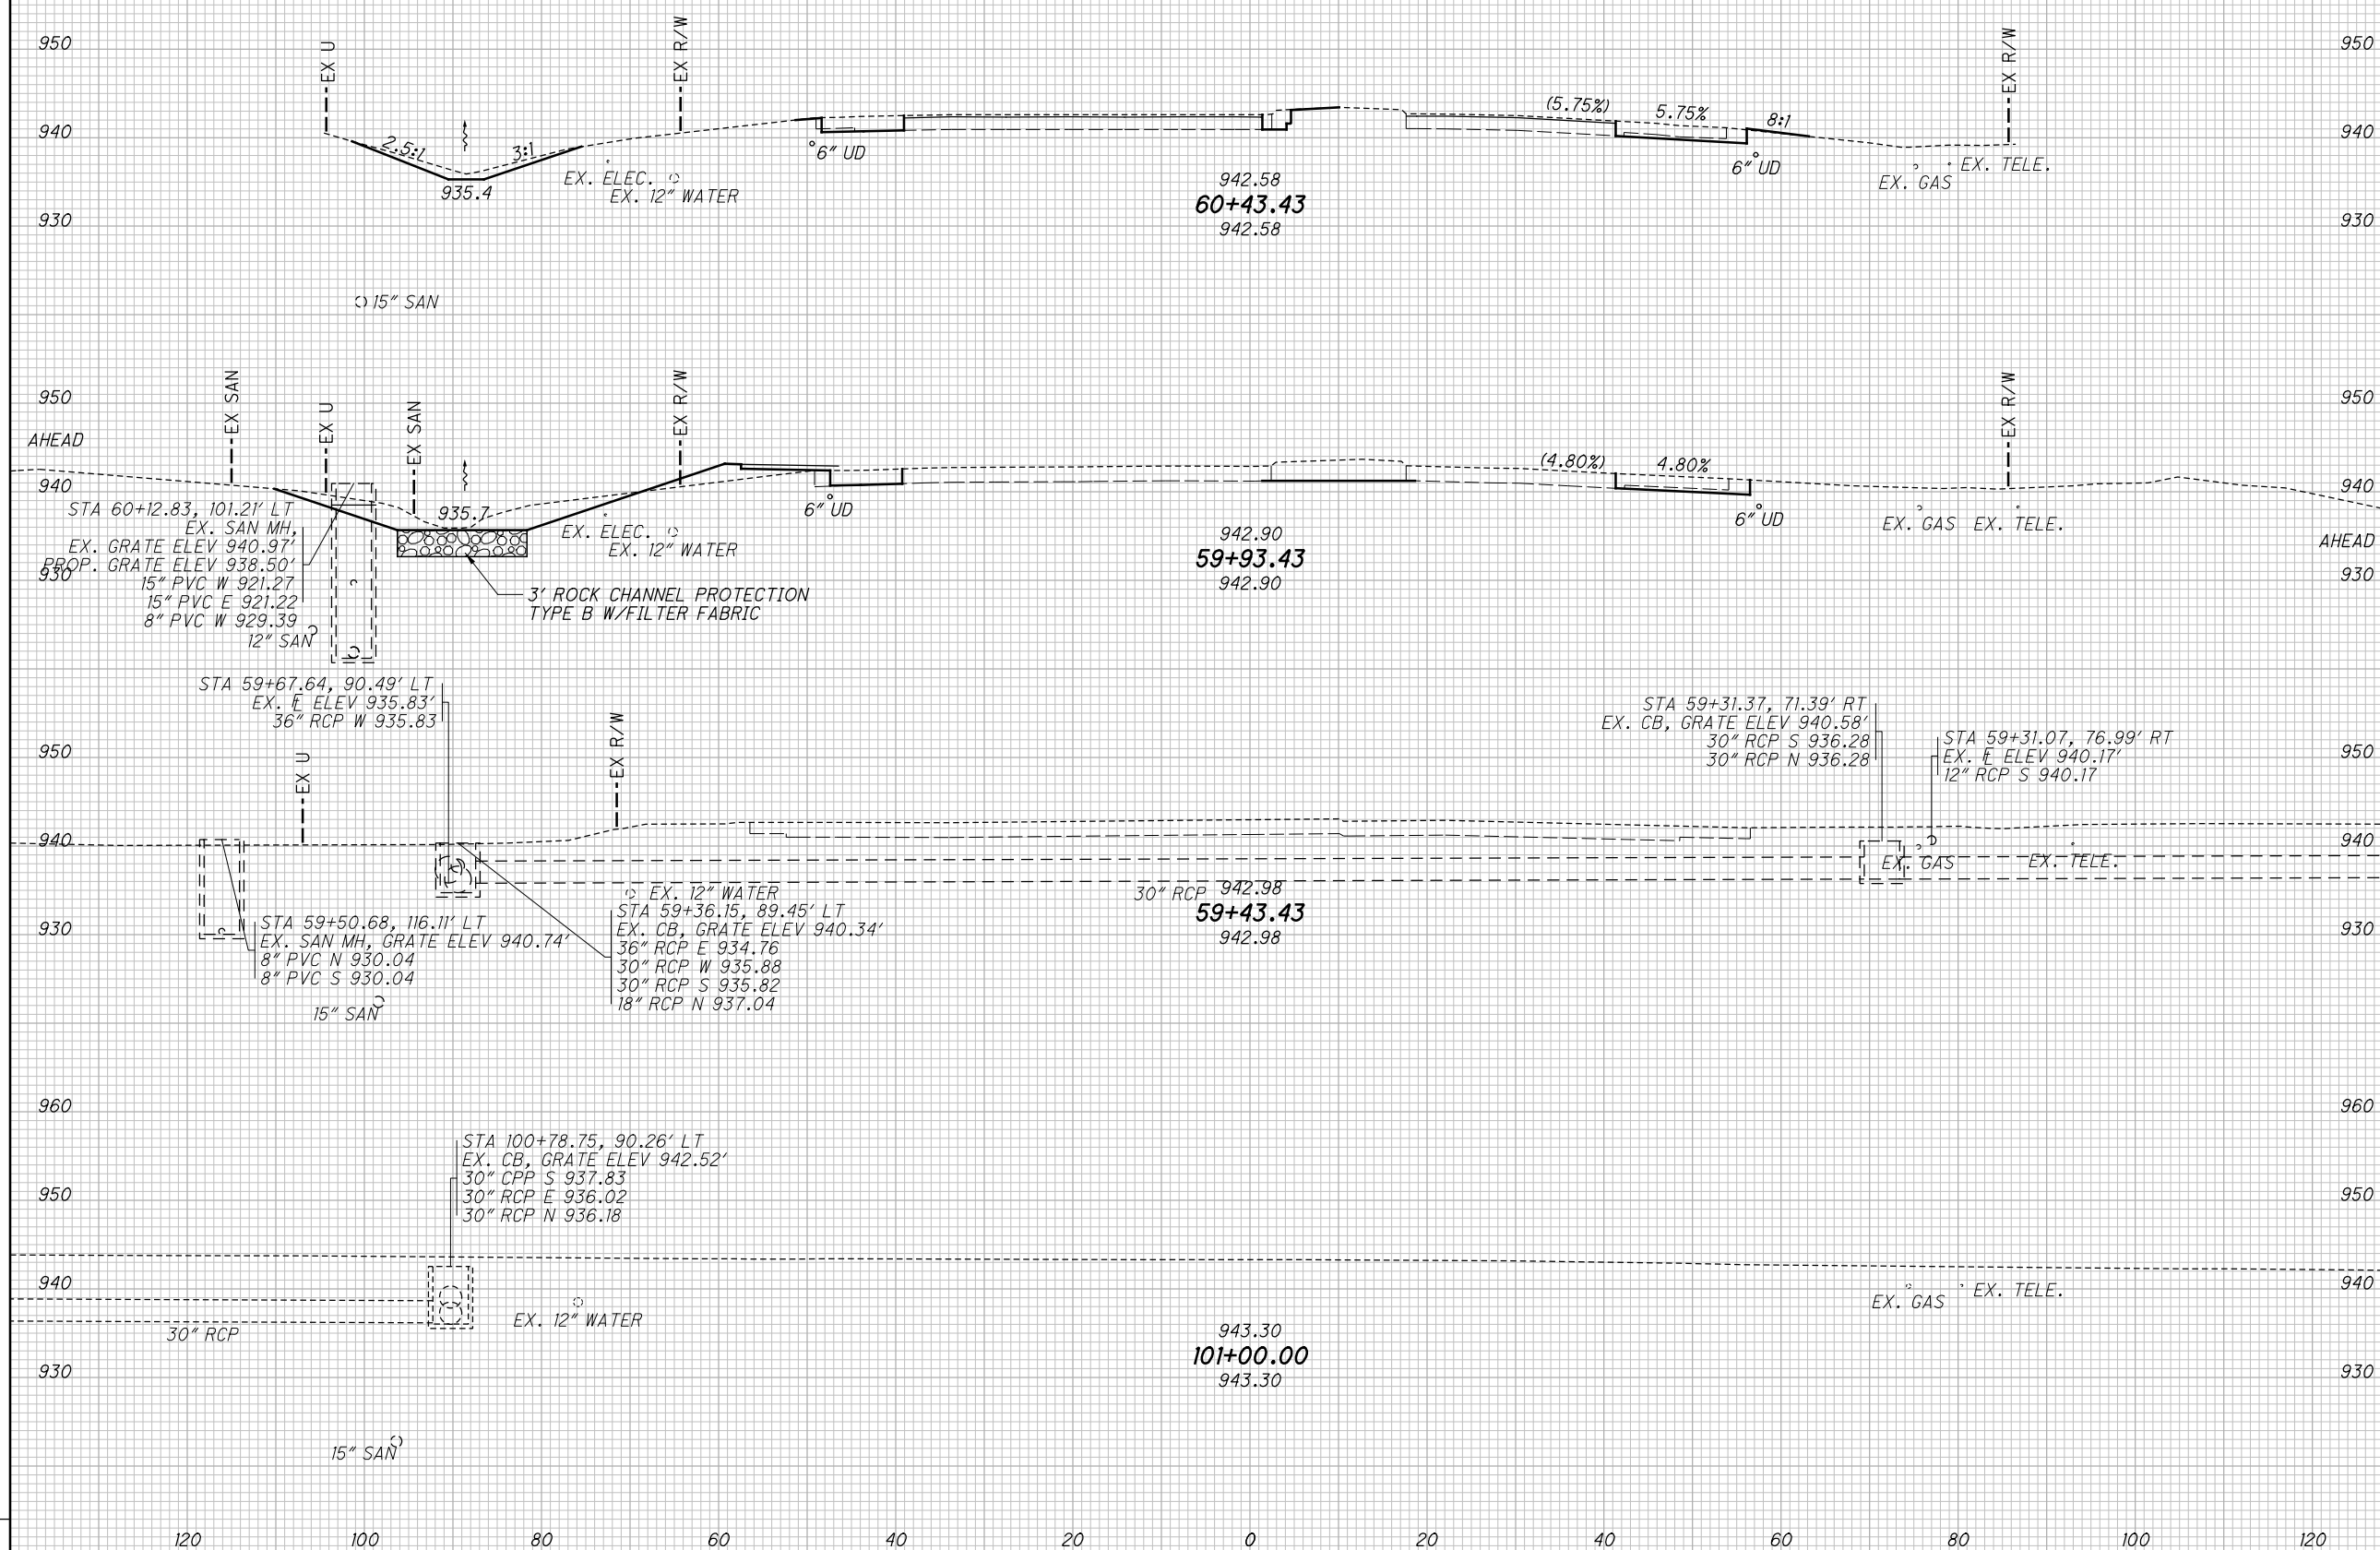 950
EX U
EX R/W
EX R/W
950
940
2.5:1
3:1
(5.75%)
5.75%
8:1
940
935.4
EX. ELEC.
EX. 12" WATER
6" UD
6" UD
EX. GAS
EX. TELE.
930
942.58
60+43.43
942.58
930
15" SAN
950
EX SAN
EX U
EX SAN
EX R/W
EX R/W
950
AHEAD
(4.80%)
4.80%
940
940
STA 60+12.83, 101.21' LT
EX. SAN MH,
EX. GRATE ELEV 940.97'
PROP. GRATE ELEV 938.50'
15" PVC W 921.27
15" PVC E 921.22
8" PVC W 929.39
12" SAN
935.7
EX. ELEC.
EX. 12" WATER
6" UD
6" UD
EX. GAS
EX. TELE.
AHEAD
930
942.90
59+93.43
942.90
930
3' ROCK CHANNEL PROTECTION
TYPE B W/FILTER FABRIC
STA 59+67.64, 90.49' LT
EX. ℄ ELEV 935.83'
36" RCP W 935.83
STA 59+31.37, 71.39' RT
EX. CB, GRATE ELEV 940.58'
30" RCP S 936.28
30" RCP N 936.28
STA 59+31.07, 76.99' RT
EX. ℄ ELEV 940.17'
12" RCP S 940.17
950
EX U
EX R/W
950
940
940
EX. GAS
EX. TELE.
EX. 12" WATER
30" RCP
942.98
59+43.43
942.98
930
930
STA 59+50.68, 116.11' LT
EX. SAN MH, GRATE ELEV 940.74'
8" PVC N 930.04
8" PVC S 930.04
STA 59+36.15, 89.45' LT
EX. CB, GRATE ELEV 940.34'
36" RCP E 934.76
30" RCP W 935.88
30" RCP S 935.82
18" RCP N 937.04
15" SAN
960
960
STA 100+78.75, 90.26' LT
EX. CB, GRATE ELEV 942.52'
30" CPP S 937.83
30" RCP E 936.02
30" RCP N 936.18
950
950
940
940
30" RCP
EX. 12" WATER
EX. GAS
EX. TELE.
943.30
101+00.00
943.30
930
930
15" SAN
120 100 80 60 40 20 0 20 40 60 80 100 120